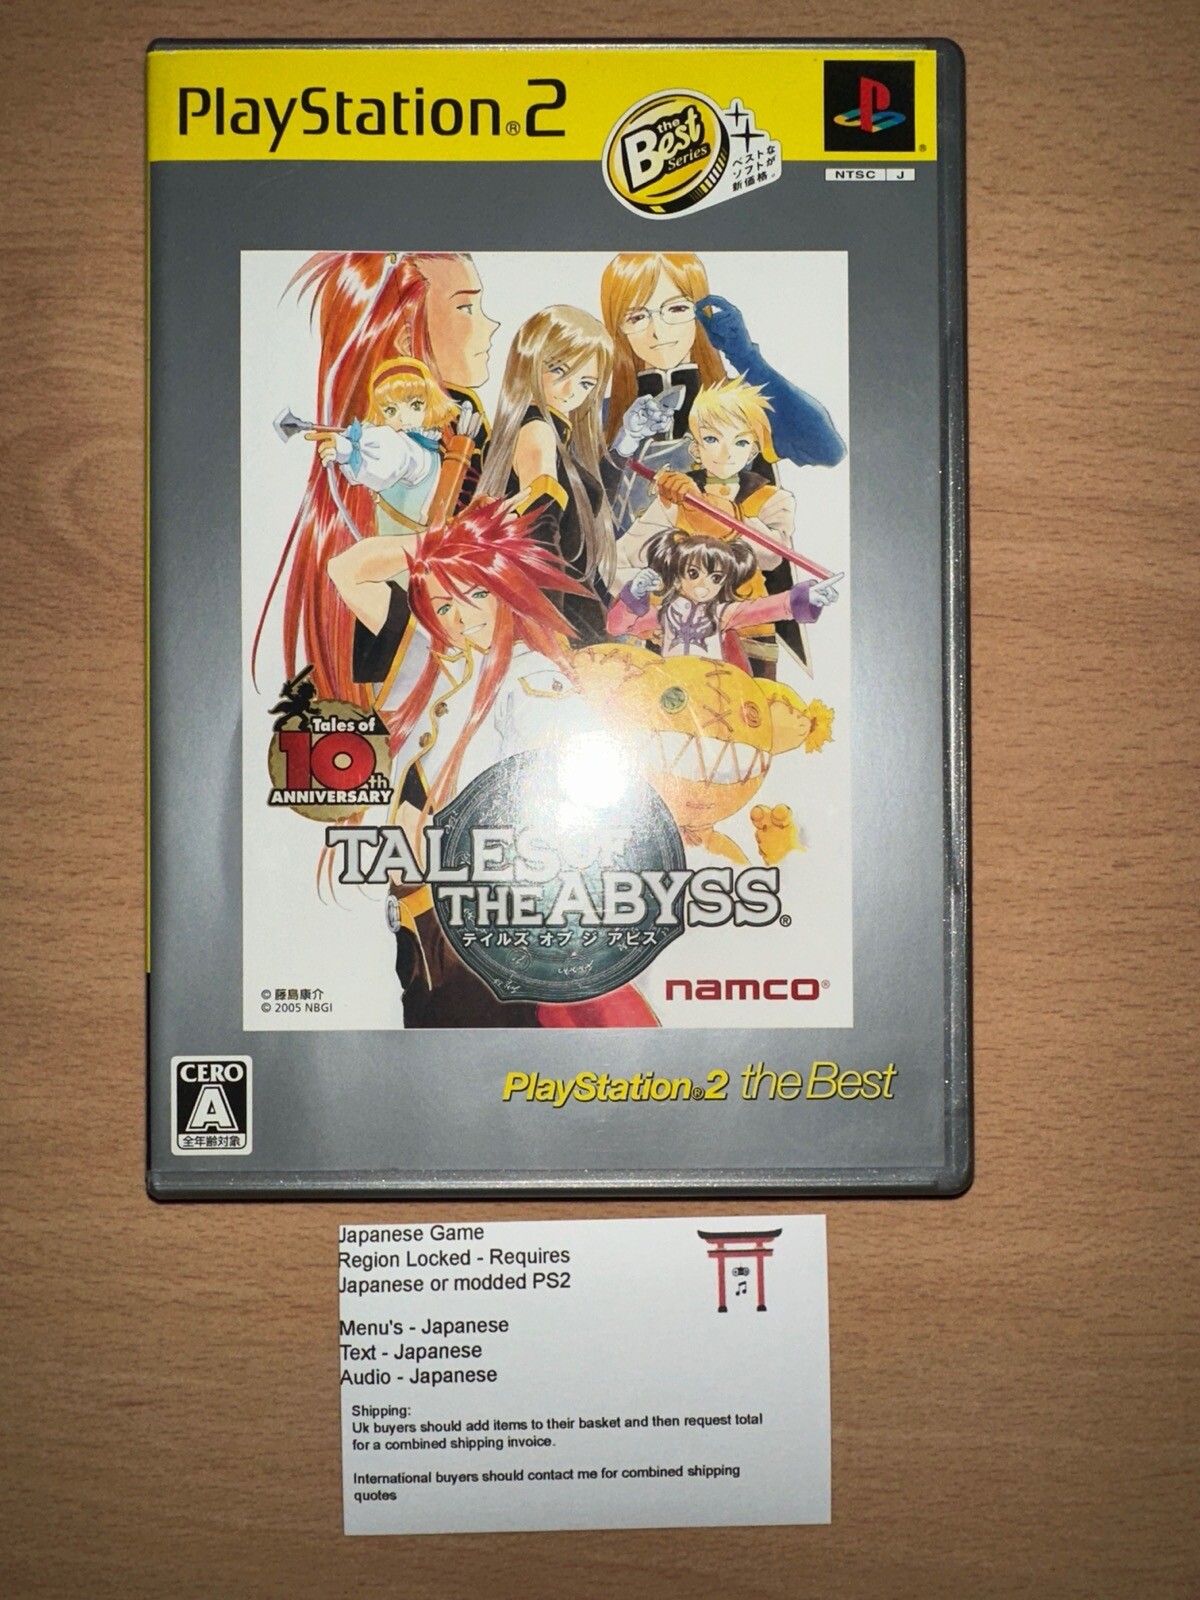 PlayStation®2
the
Best
Series
ベストな
ソフトが
新価格。
®
NTSC J
Tales of
10th
ANNIVERSARY
TALES OF
THE ABYSS®
テイルズ オブ ジ アビス
© 藤島康介
© 2005 NBGI
namco®
CERO
A
全年齢対象
PlayStation®2 the Best
Japanese Game
Region Locked - Requires
Japanese or modded PS2
Menu's - Japanese
Text - Japanese
Audio - Japanese
Shipping:
Uk buyers should add items to their basket and then request total
for a combined shipping invoice.
International buyers should contact me for combined shipping
quotes